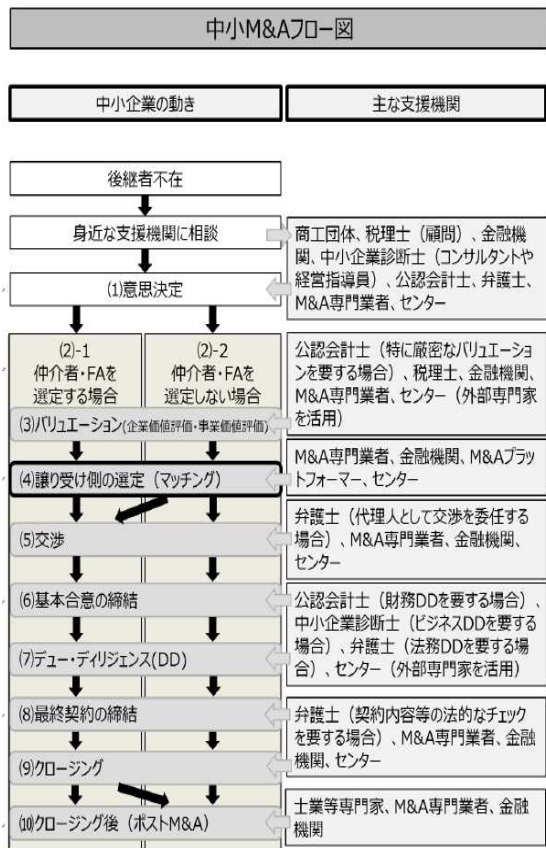 中小M&Aフロー図
中小企業の動き
主な支援機関
後継者不在
身近な支援機関に相談
(1)意思決定
商工団体、税理士（顧問）、金融機
関、中小企業診断士（コンサルタントや
経営指導員）、公認会計士、弁護士、
M&A専門業者、センター
(2)-1
仲介者・FAを
選定する場合
(2)-2
仲介者・FAを
選定しない場合
(3)バリュエーション(企業価値評価・事業価値評価)
公認会計士（特に厳密なバリュエーショ
ンを要する場合）、税理士、金融機関、
M&A専門業者、センター（外部専門家
を活用）
(4)譲り受け側の選定（マッチング）
M&A専門業者、金融機関、M&Aプラッ
トフォーマー、センター
(5)交渉
弁護士（代理人として交渉を委任する
場合）、M&A専門業者、金融機関、
センター
(6)基本合意の締結
(7)デュー・ディリジェンス(DD)
公認会計士（財務DDを要する場合）、
中小企業診断士（ビジネスDDを要する
場合）、弁護士（法務DDを要する場
合）、センター（外部専門家を活用）
(8)最終契約の締結
(9)クロージング
弁護士（契約内容等の法的なチェック
を要する場合）、M&A専門業者、金融
機関、センター
(10)クロージング後（ポストM&A）
士業等専門家、M&A専門業者、金融
機関